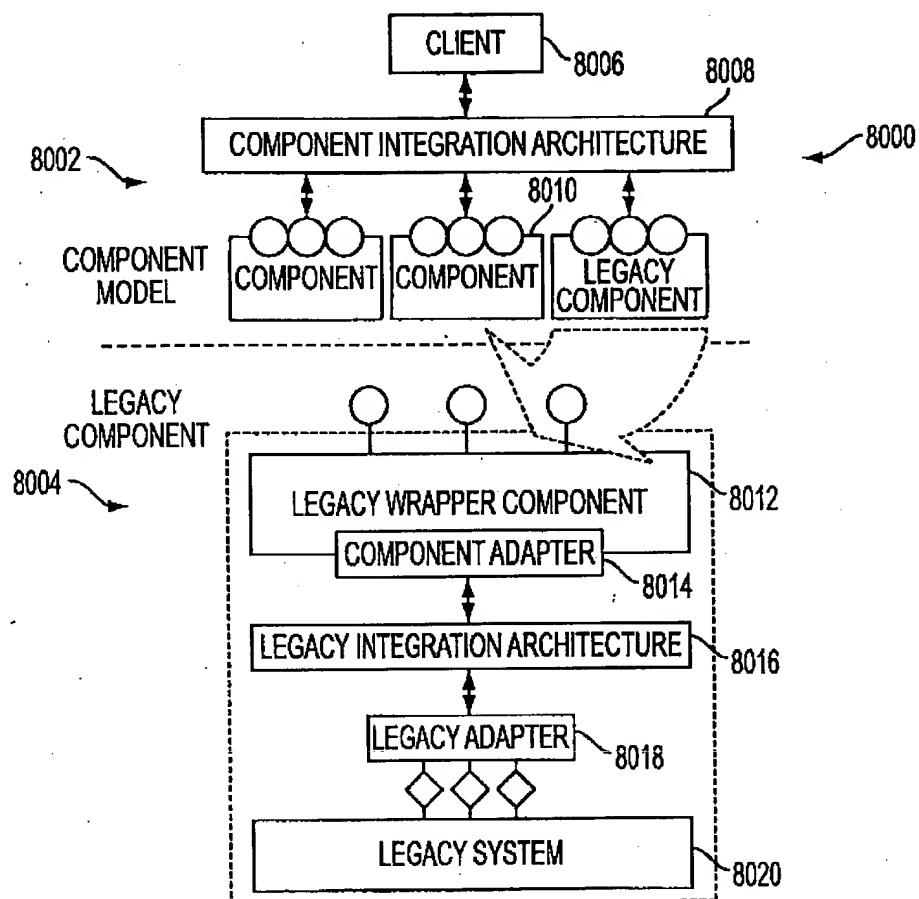 CLIENT
8006
8008
COMPONENT INTEGRATION ARCHITECTURE
8000
8002
8010
COMPONENT
MODEL
COMPONENT
COMPONENT
LEGACY
COMPONENT
LEGACY
COMPONENT
8004
LEGACY WRAPPER COMPONENT
8012
COMPONENT ADAPTER
8014
LEGACY INTEGRATION ARCHITECTURE
8016
LEGACY ADAPTER
8018
LEGACY SYSTEM
8020